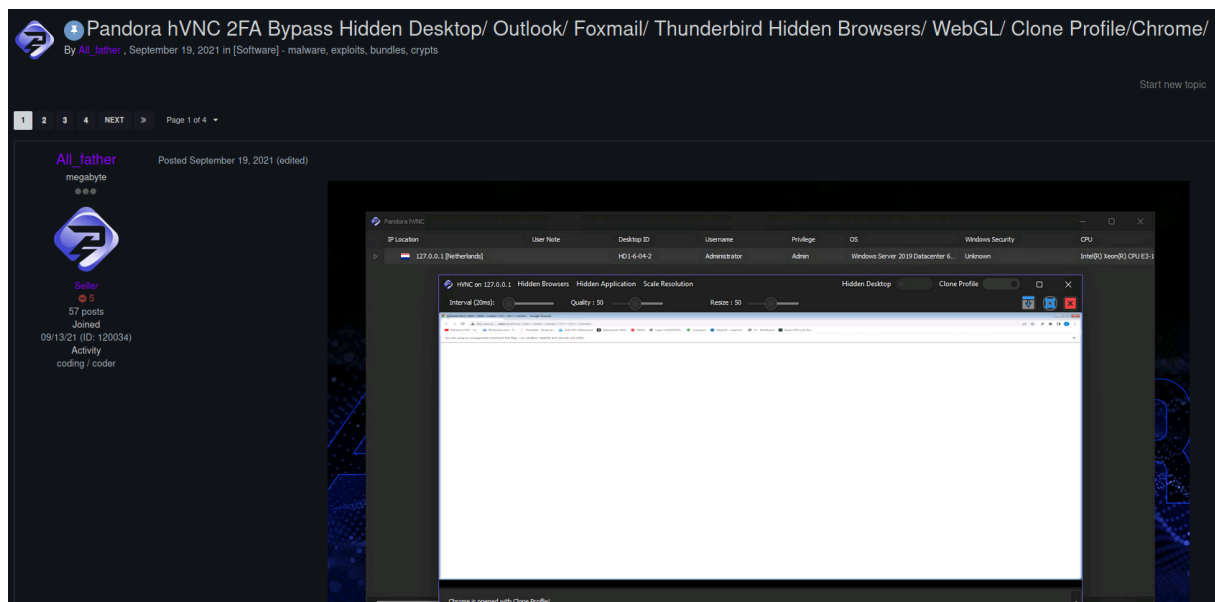 Pandora hVNC 2FA Bypass Hidden Desktop/ Outlook/ Foxmail/ Thunderbird Hidden Browsers/ WebGL/ Clone Profile/Chrome/
By All_father , September 19, 2021 in [Software] - malware, exploits, bundles, crypts
Start new topic
1 2 3 4 NEXT » Page 1 of 4
All_father
megabyte
Seller
5
57 posts
Joined
09/13/21 (ID: 120034)
Activity
coding / coder
Posted September 19, 2021 (edited)
Pandora hVNC
IP Location User Note Desktop ID Username Privilege OS Windows Security CPU
127.0.0.1 [Netherlands] HD1-6-04-2 Administrator Admin Windows Server 2019 Datacenter 6... Unknown Intel(R) Xeon(R) CPU E3-1
HVNC on 127.0.0.1 Hidden Browsers Hidden Application Scale Resolution Hidden Desktop Clone Profile
Interval (20ms): Quality : 50 Resize : 50
Chrome is opened with Clone Profile!